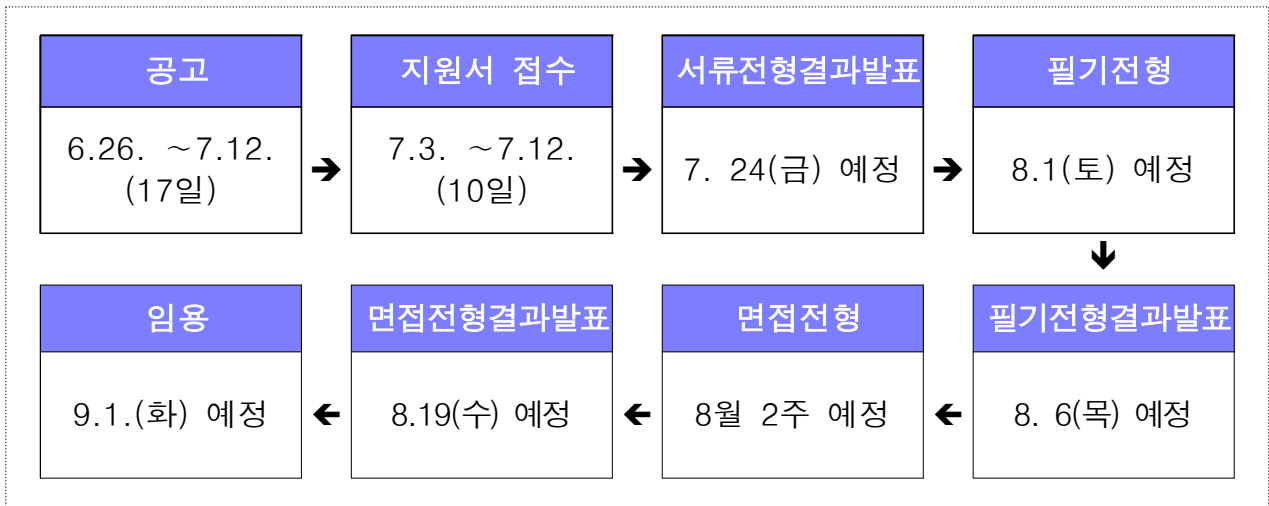 공고
6.26. ~7.12.
(17일)
지원서 접수
7.3. ~7.12.
(10일)
서류전형결과발표
7. 24(금) 예정
필기전형
8.1(토) 예정
필기전형결과발표
8. 6(목) 예정
면접전형
8월 2주 예정
면접전형결과발표
8.19(수) 예정
임용
9.1.(화) 예정